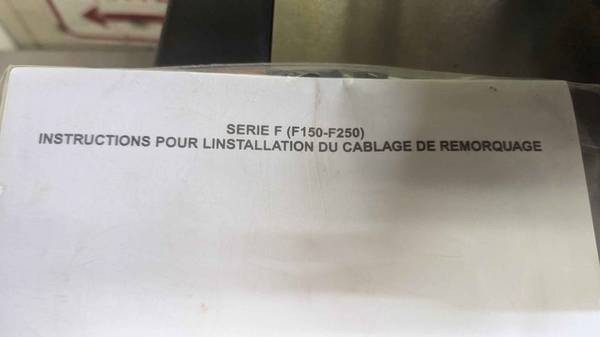 SERIE F (F150-F250)
INSTRUCTIONS POUR LINSTALLATION DU CABLAGE DE REMORQUAGE